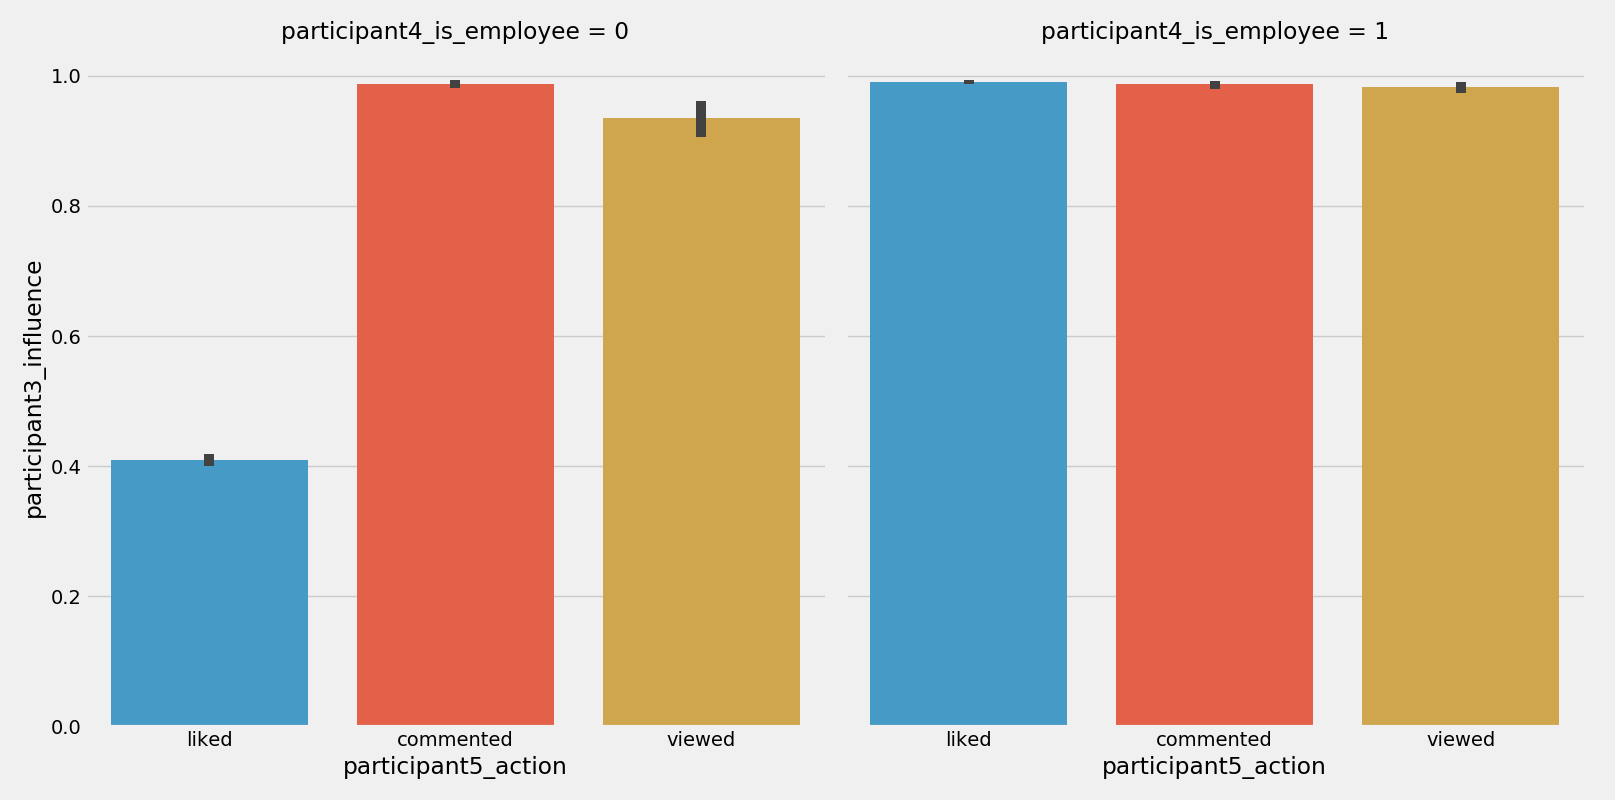 participant4_is_employee = 0
participant4_is_employee = 1
participant3_influence
1.0
0.8
0.6
0.4
0.2
0.0
liked
commented
viewed
liked
commented
viewed
participant5_action
participant5_action